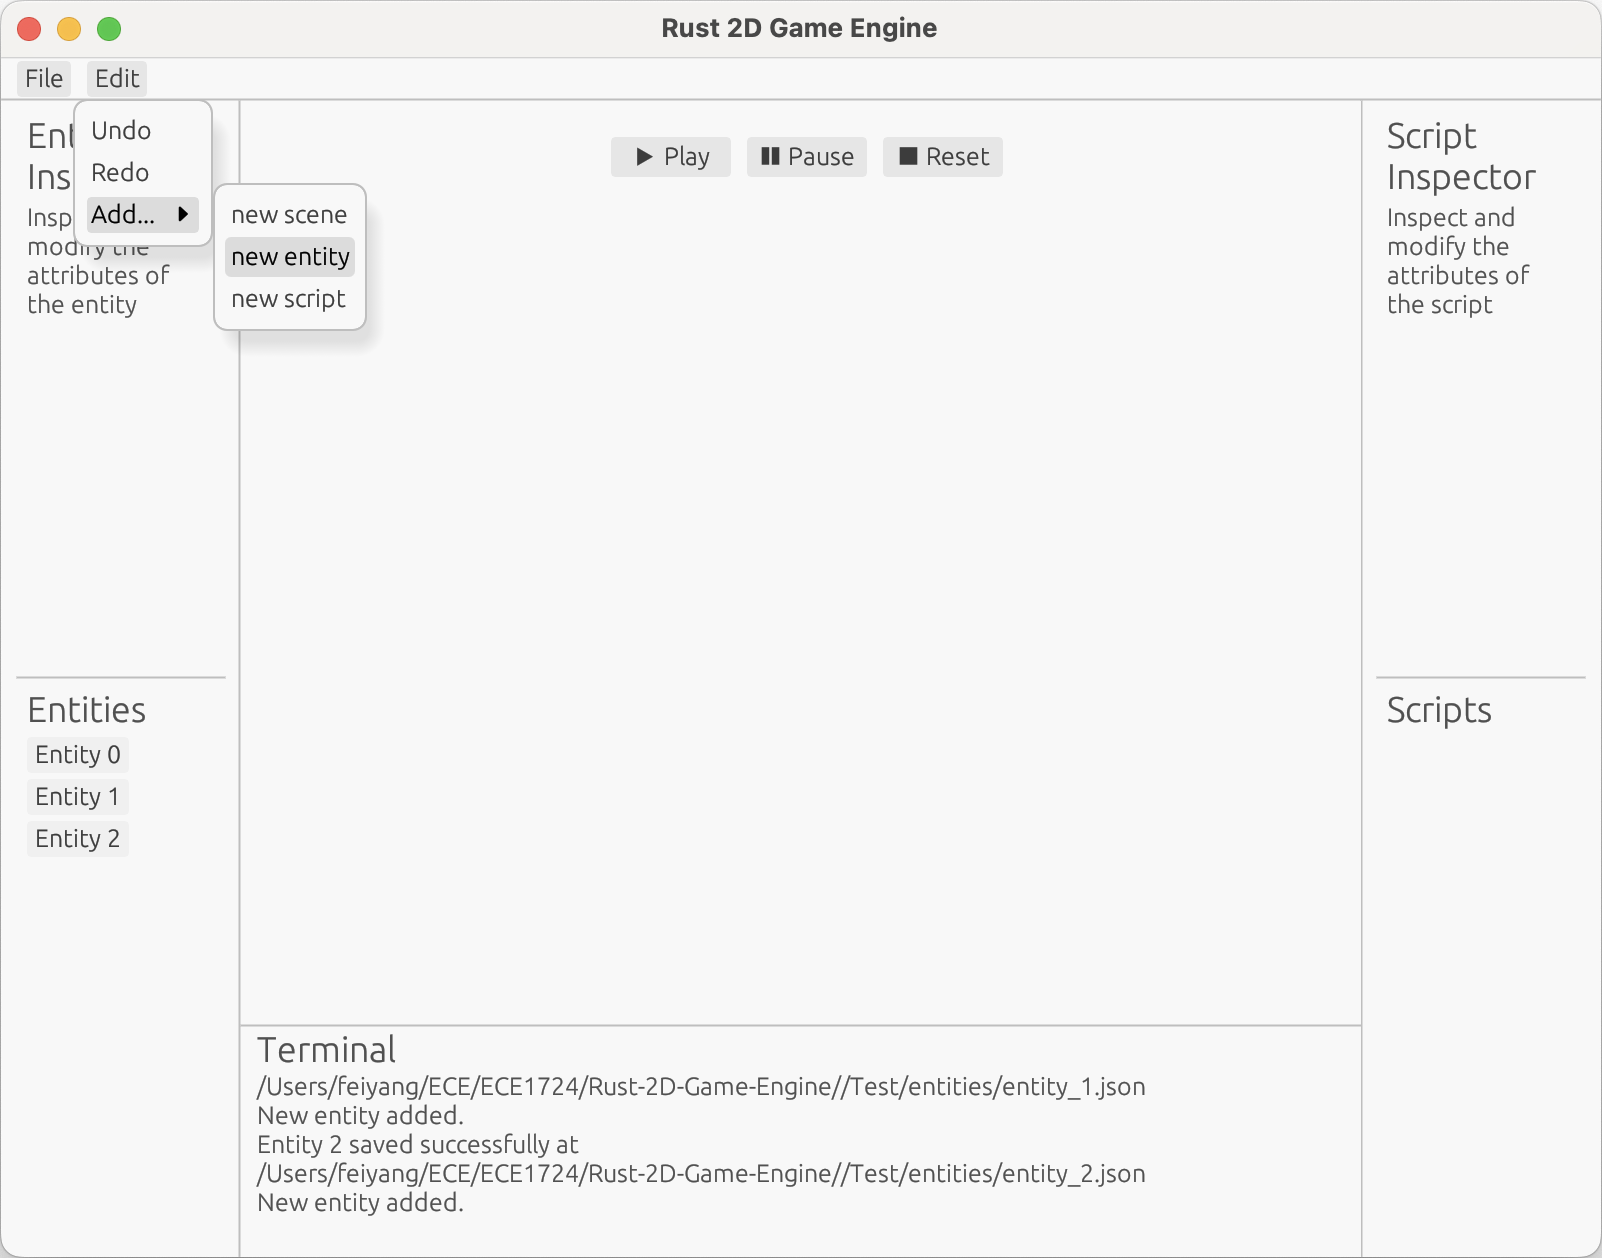 Rust 2D Game Engine
File
Edit
Undo
Redo
Add...
new scene
new entity
new script
Ent
Ins
Insp
modify the
attributes of
the entity
Play
Pause
Reset
Script
Inspector
Inspect and
modify the
attributes of
the script
Entities
Entity 0
Entity 1
Entity 2
Scripts
Terminal
/Users/feiyang/ECE/ECE1724/Rust-2D-Game-Engine//Test/entities/entity_1.json
New entity added.
Entity 2 saved successfully at
/Users/feiyang/ECE/ECE1724/Rust-2D-Game-Engine//Test/entities/entity_2.json
New entity added.